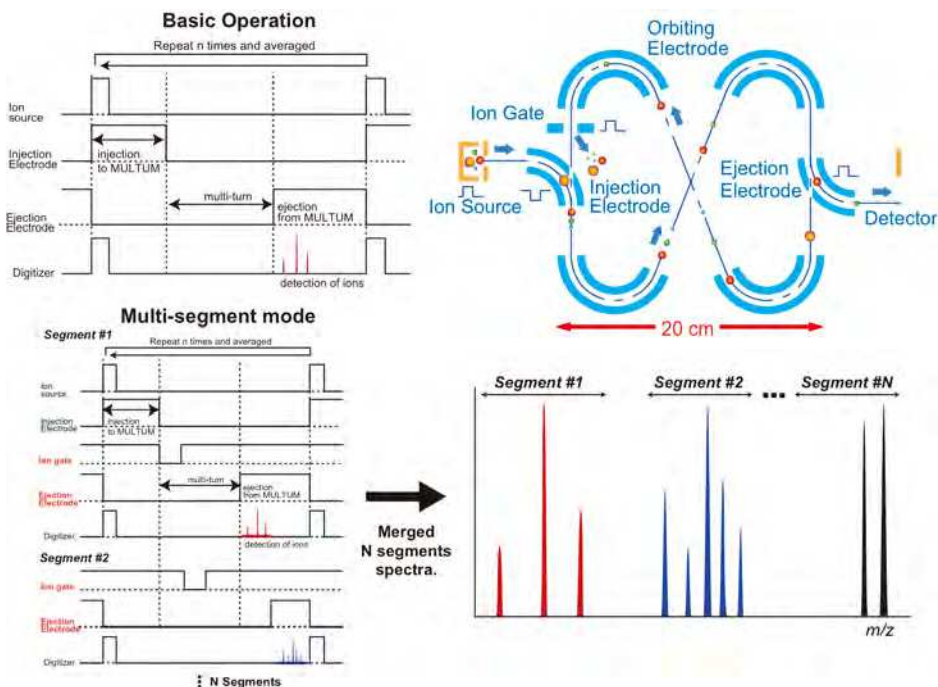 Basic Operation
Repeat n times and averaged
Ion
source
Injection
Electrode
injection
to MULTUM
Ejection
Electrode
multi-turn
ejection
from MULTUM
Digitizer
detection of ions
Orbiting
Electrode
Ion Gate
Ion Source
Injection
Electrode
Ejection
Electrode
Detector
20 cm
Multi-segment mode
Segment #1
Repeat n times and averaged
Ion
source
Injection
Electrode
injection
to MULTUM
Ion gate
Ejection
Electrode
multi-turn
ejection
from MULTUM
Digitizer
detection of ions
Segment #2
Ion gate
Ejection
Electrode
Digitizer
⋮ N Segments
Merged
N segments
spectra.
Segment #1
Segment #2
...
Segment #N
m/z